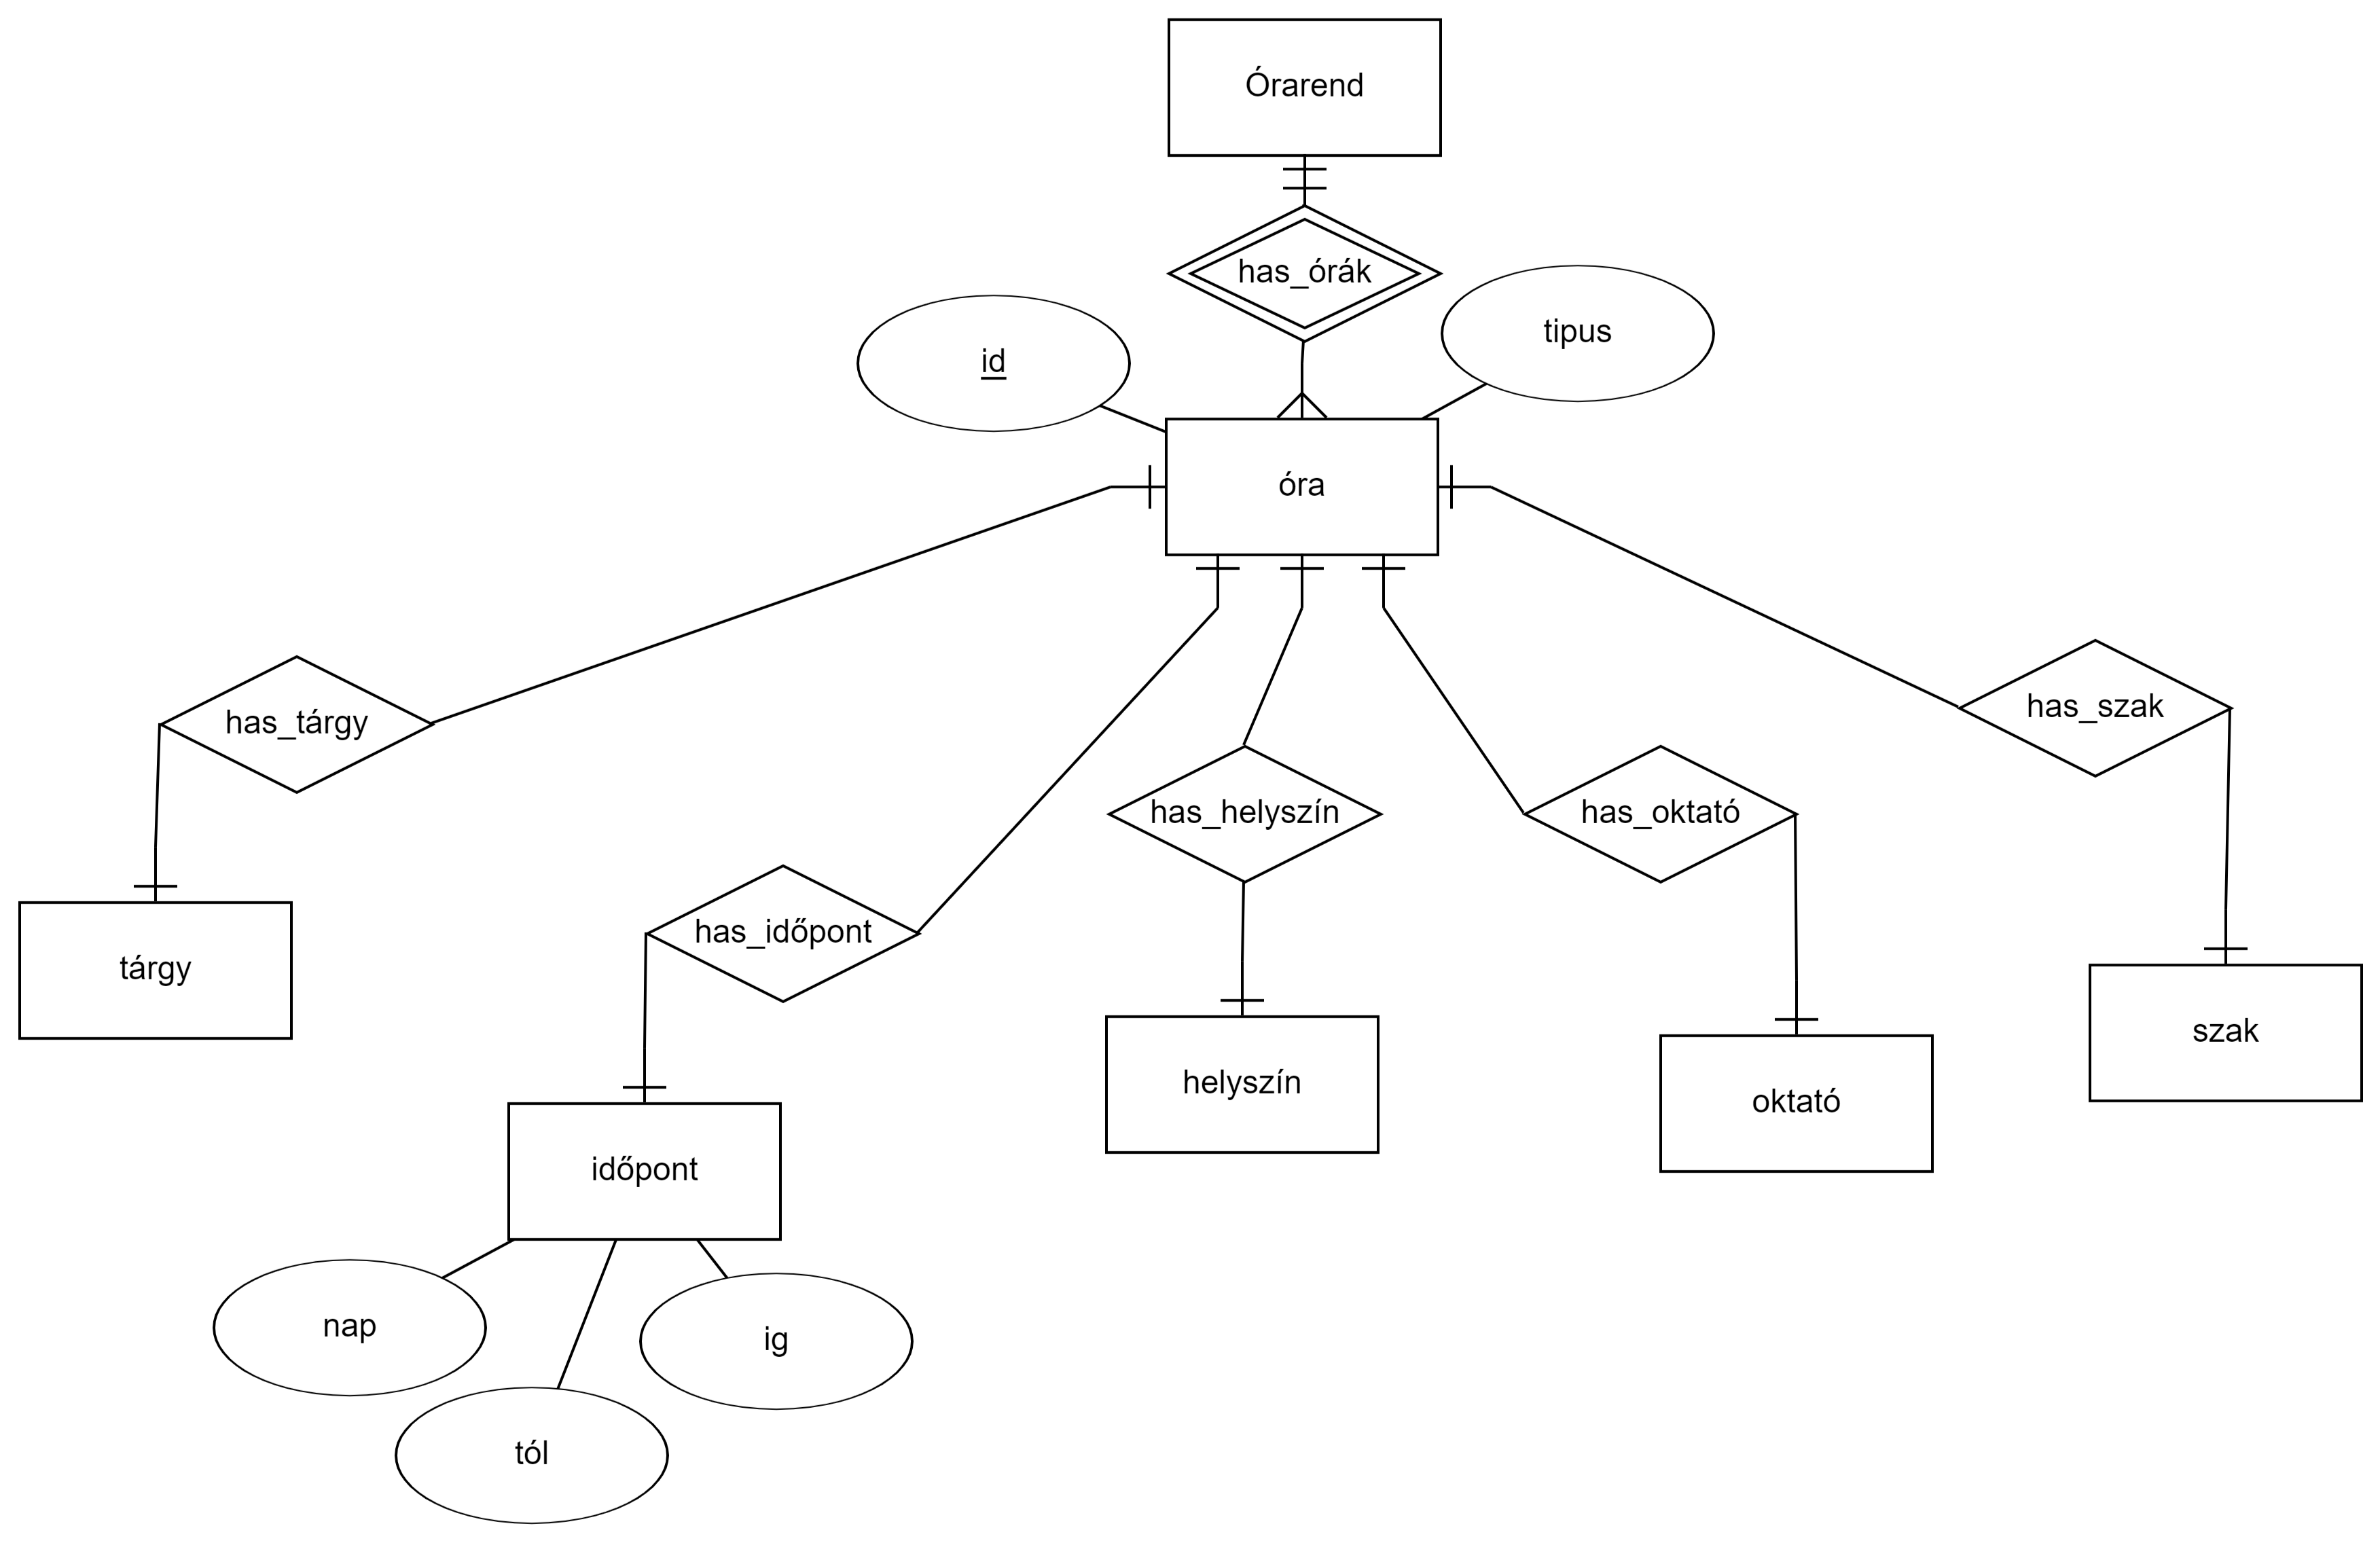 Órarend
has_órák
id
tipus
óra
has_tárgy
has_időpont
has_helyszín
has_oktató
has_szak
tárgy
időpont
helyszín
oktató
szak
nap
ig
tól